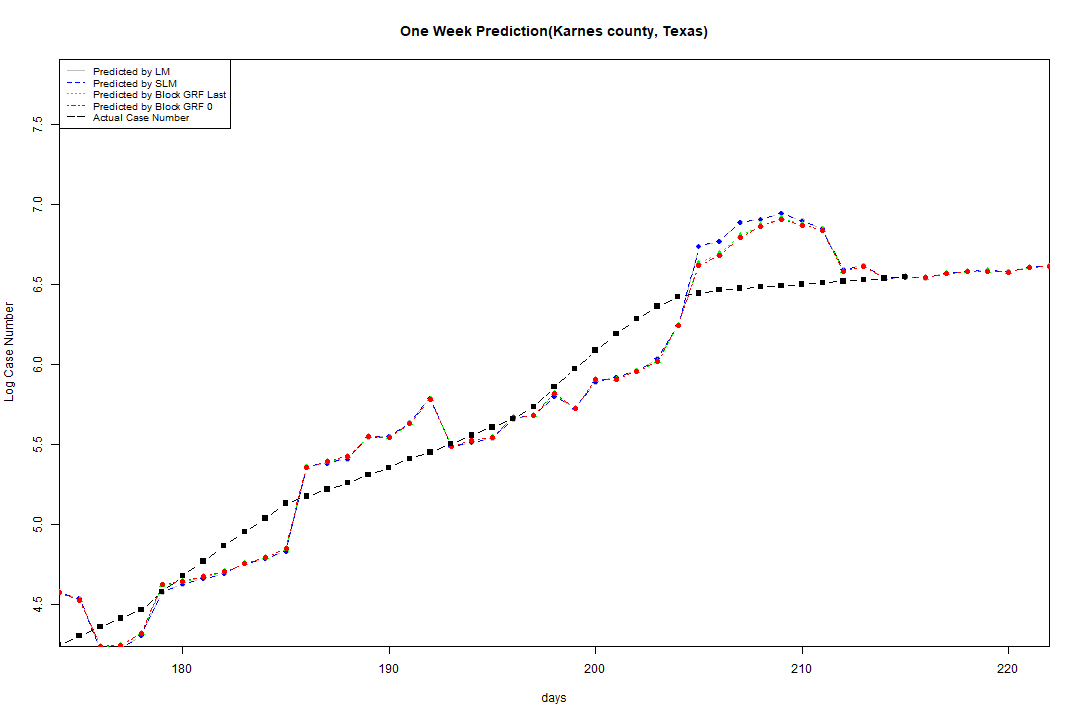 One Week Prediction(Karnes county, Texas)
Predicted by LM
Predicted by SLM
Predicted by Block GRF Last
Predicted by Block GRF 0
Actual Case Number
7.5
7.0
6.5
6.0
5.5
5.0
4.5
Log Case Number
180 190 200 210 220
days